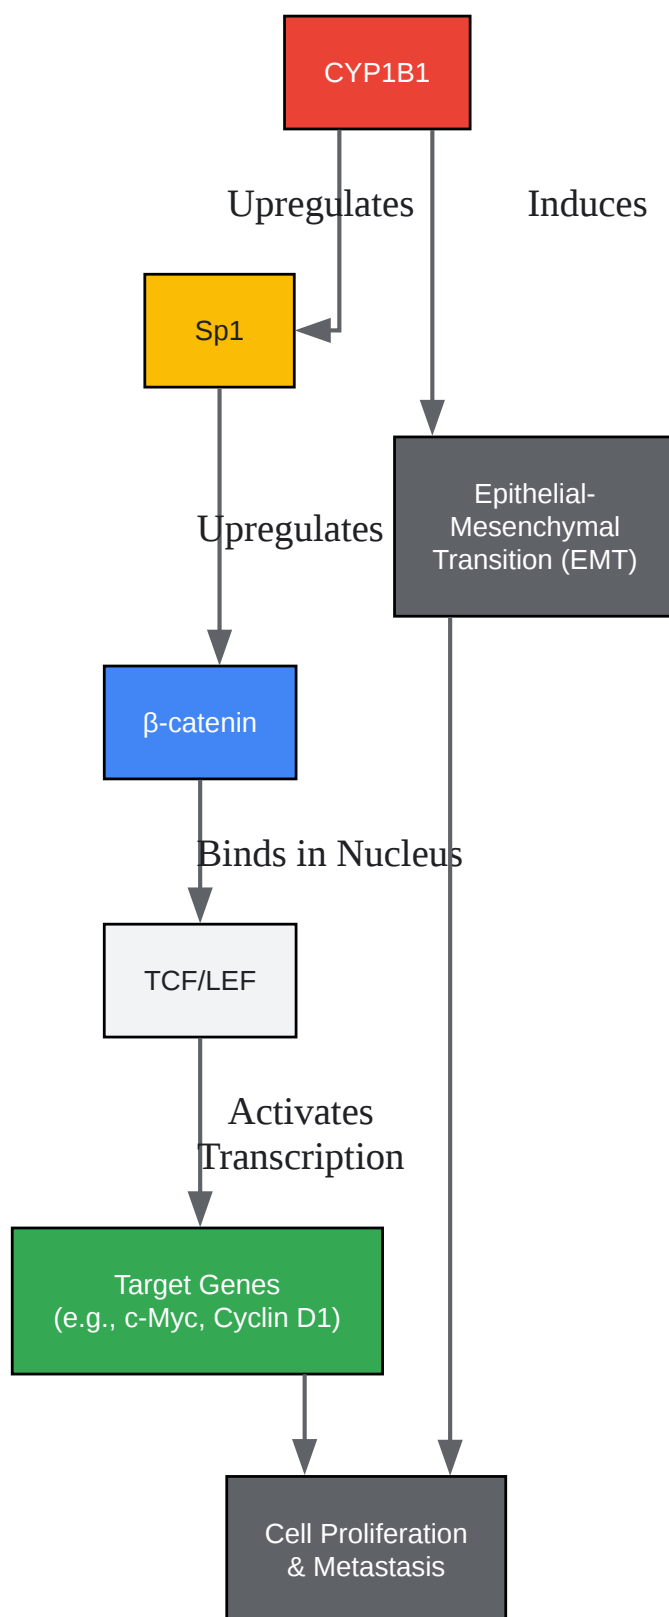 CYP1B1
Upregulates
Induces
Sp1
Epithelial-
Mesenchymal
Transition (EMT)
Upregulates
β-catenin
Binds in Nucleus
TCF/LEF
Activates
Transcription
Target Genes
(e.g., c-Myc, Cyclin D1)
Cell Proliferation
& Metastasis